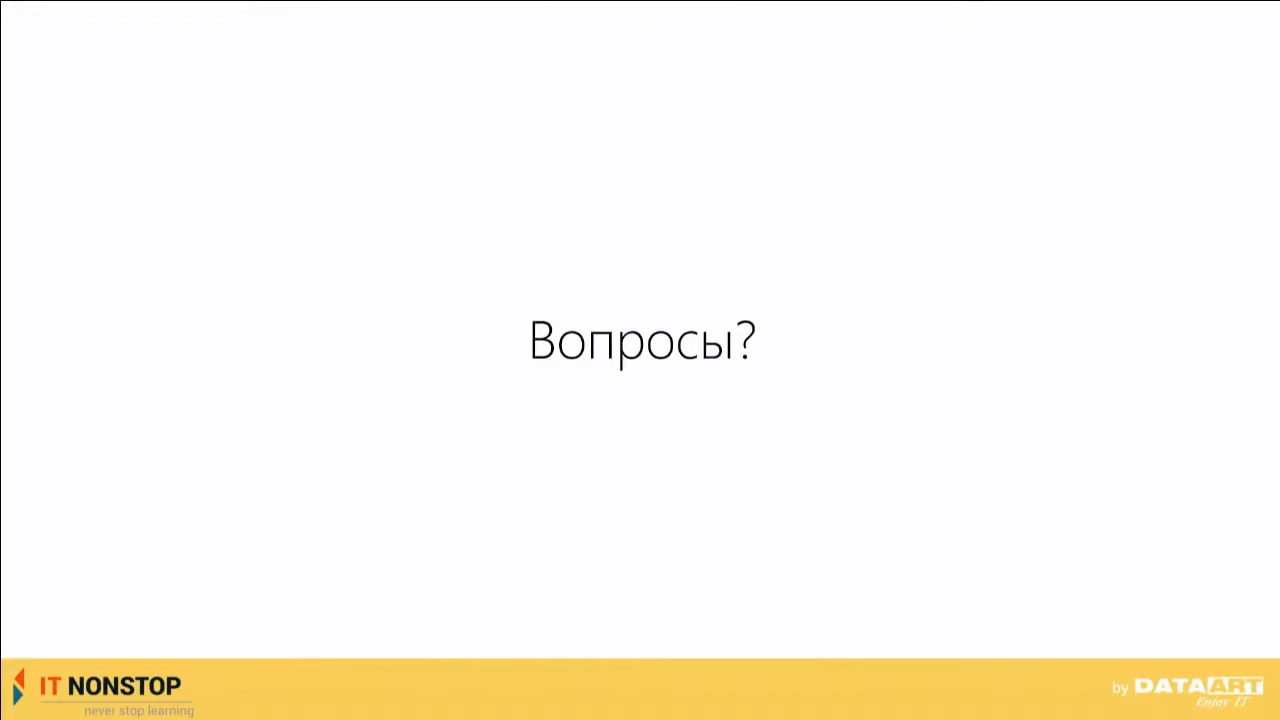 Вопросы?
IT NONSTOP
never stop learning
by DATAART
Enjoy IT